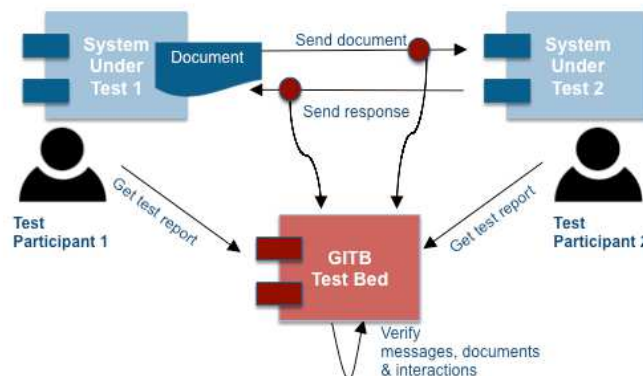 System
Under
Test 1
Document
Send document
System
Under
Test 2
Send response
Test
Participant 1
Get test report
GITB
Test Bed
Get test report
Test
Participant 2
Verify
messages, documents
& interactions